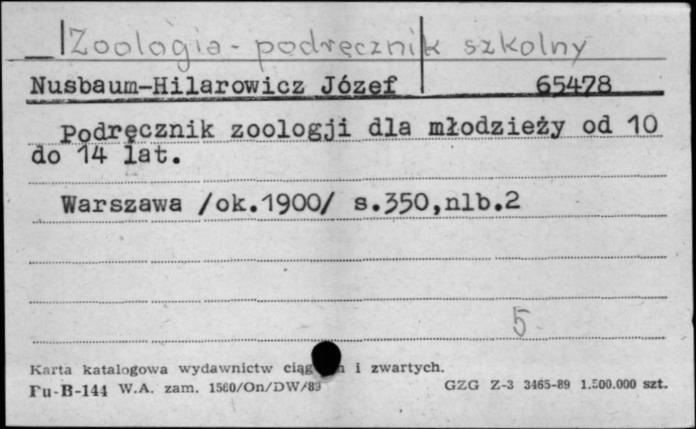 Zoologia - podręcznik szkolny
Nusbaum-Hilarowicz Józef 65478
Podręcznik zoologji dla młodzieży od 10
do 14 lat.
Warszawa /ok.1900/ s.350,nlb.2
5
Karta katalogowa wydawnictw i zwartych.
Pu-B-144 W.A. zam. 1560/On/DW/89 GZG Z-3 3465-89 1.500.000 szt.